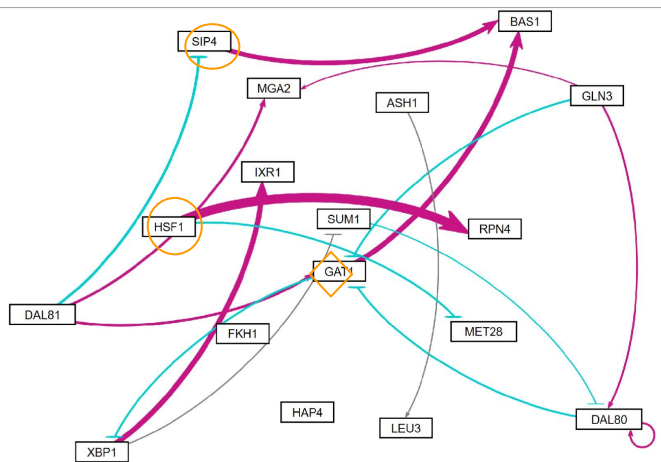 BAS1
SIP4
MGA2
GLN3
ASH1
IXR1
SUM1
HSF1
RPN4
GAT1
DAL81
FKH1
MET28
HAP4
DAL80
LEU3
XBP1